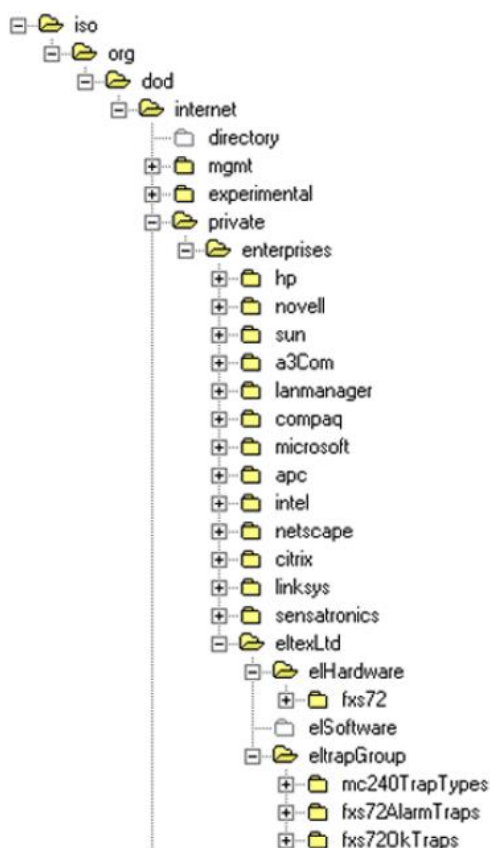 iso
org
dod
internet
directory
mgmt
experimental
private
enterprises
hp
novell
sun
a3Com
lanmanager
compaq
microsoft
apc
intel
netscape
citrix
linksys
sensatronics
eltexLtd
elHardware
fxs72
elSoftware
eltrapGroup
mc240TrapTypes
fxs72AlarmTraps
fxs72OkTraps